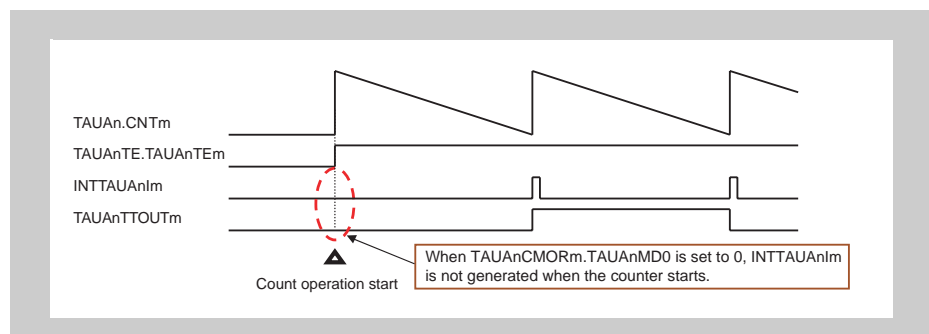 TAUAn.CNTm
TAUAnTE.TAUAnTEm
INTTAUAnIm
TAUAnTTOUTm
When TAUAnCMORm.TAUAnMD0 is set to 0, INTTAUAnIm
is not generated when the counter starts.
Count operation start